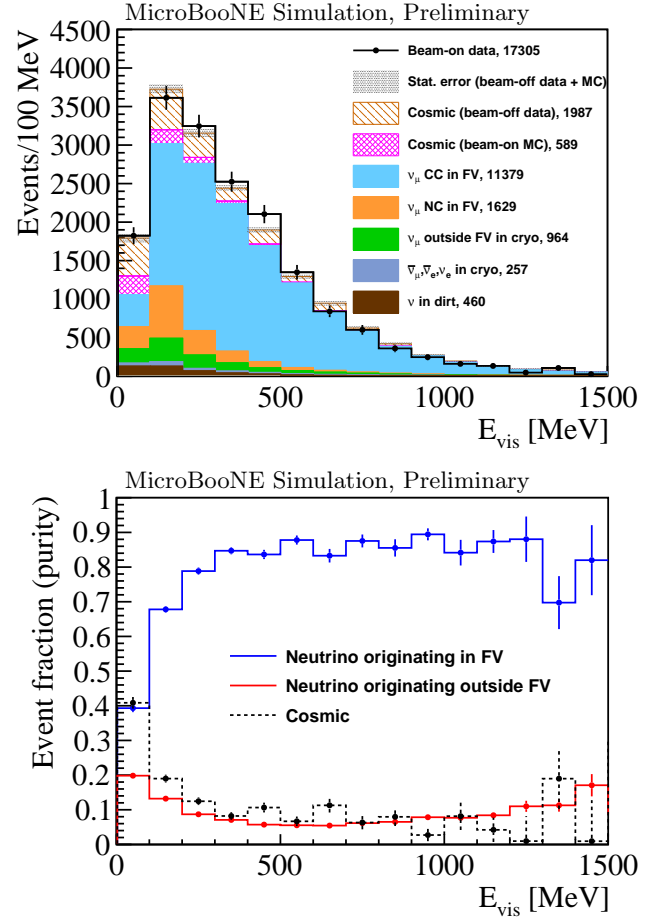 MicroBooNE Simulation, Preliminary
Events/100 MeV
4500
4000
3500
3000
2500
2000
1500
1000
500
0
Beam-on data, 17305
Stat. error (beam-off data + MC)
Cosmic (beam-off data), 1987
Cosmic (beam-on MC), 589
νμ CC in FV, 11379
νμ NC in FV, 1629
νμ outside FV in cryo, 964
ν̅μ,ν̅e,νe in cryo, 257
ν in dirt, 460
0 500 1000 1500
Evis [MeV]
MicroBooNE Simulation, Preliminary
Event fraction (purity)
1
0.9
0.8
0.7
0.6
0.5
0.4
0.3
0.2
0.1
0
Neutrino originating in FV
Neutrino originating outside FV
Cosmic
0 500 1000 1500
Evis [MeV]